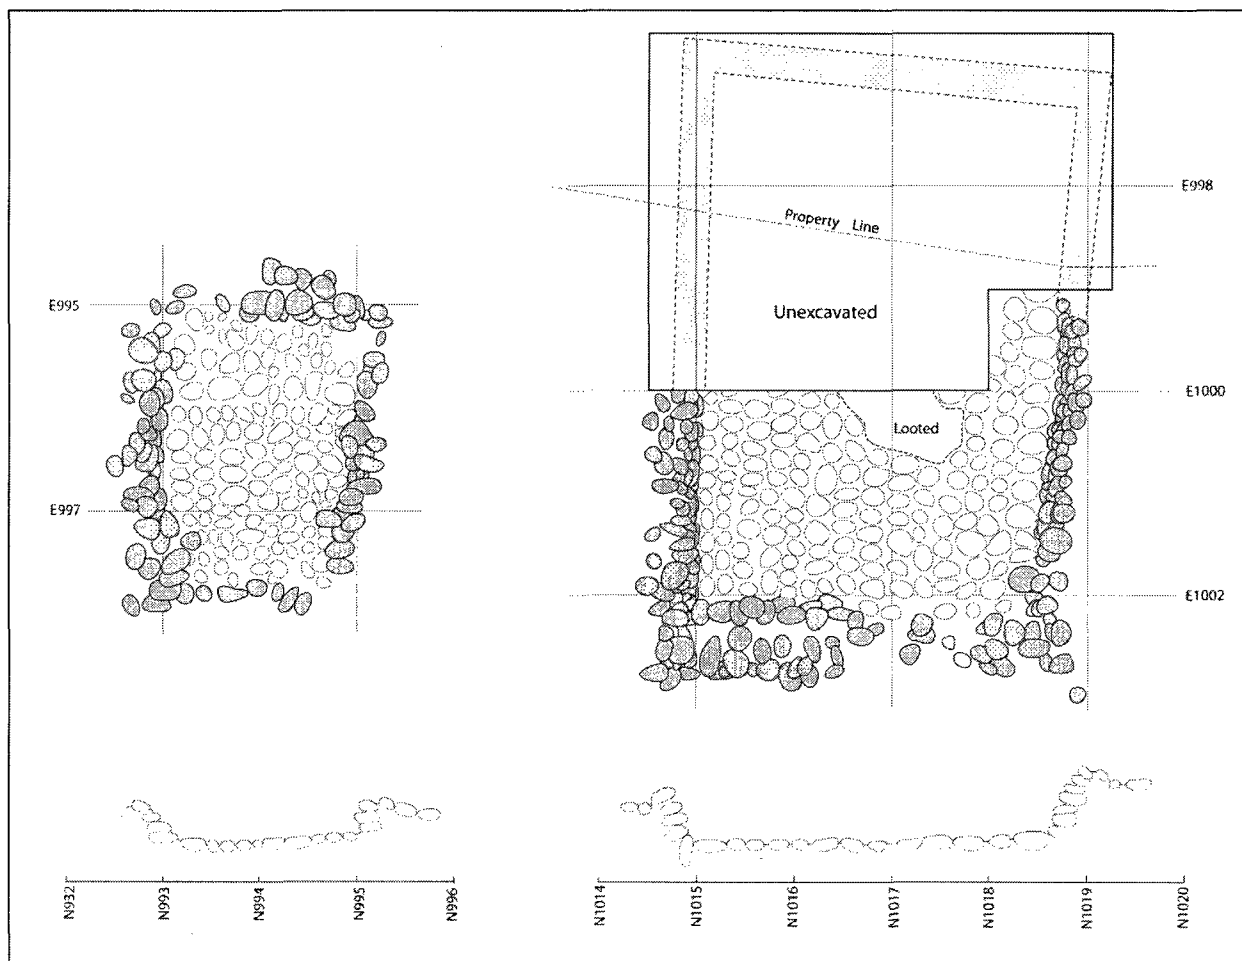 E998
Property Line
E995
Unexcavated
E1000
Looted
E997
E1002
N932
N993
N994
N995
N996
N1014
N1015
N1016
N1017
N1018
N1019
N1020